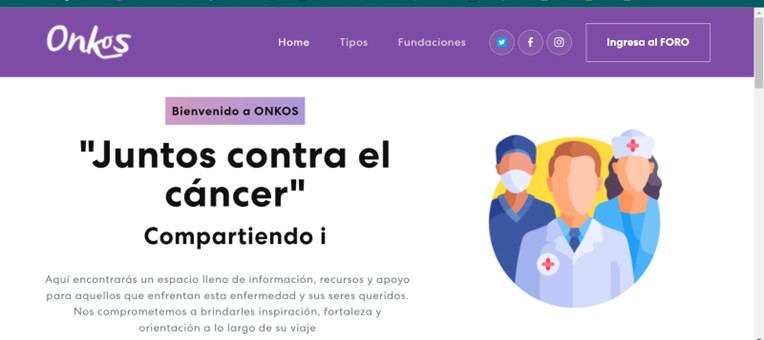 Onkos
Home
Tipos
Fundaciones
Ingresa al FORO
Bienvenido a ONKOS
"Juntos contra el
cáncer"
Compartiendo i
Aquí encontrarás un espacio lleno de información, recursos y apoyo
para aquellos que enfrentan esta enfermedad y sus seres queridos.
Nos comprometemos a brindarles inspiración, fortaleza y
orientación a lo largo de su viaje